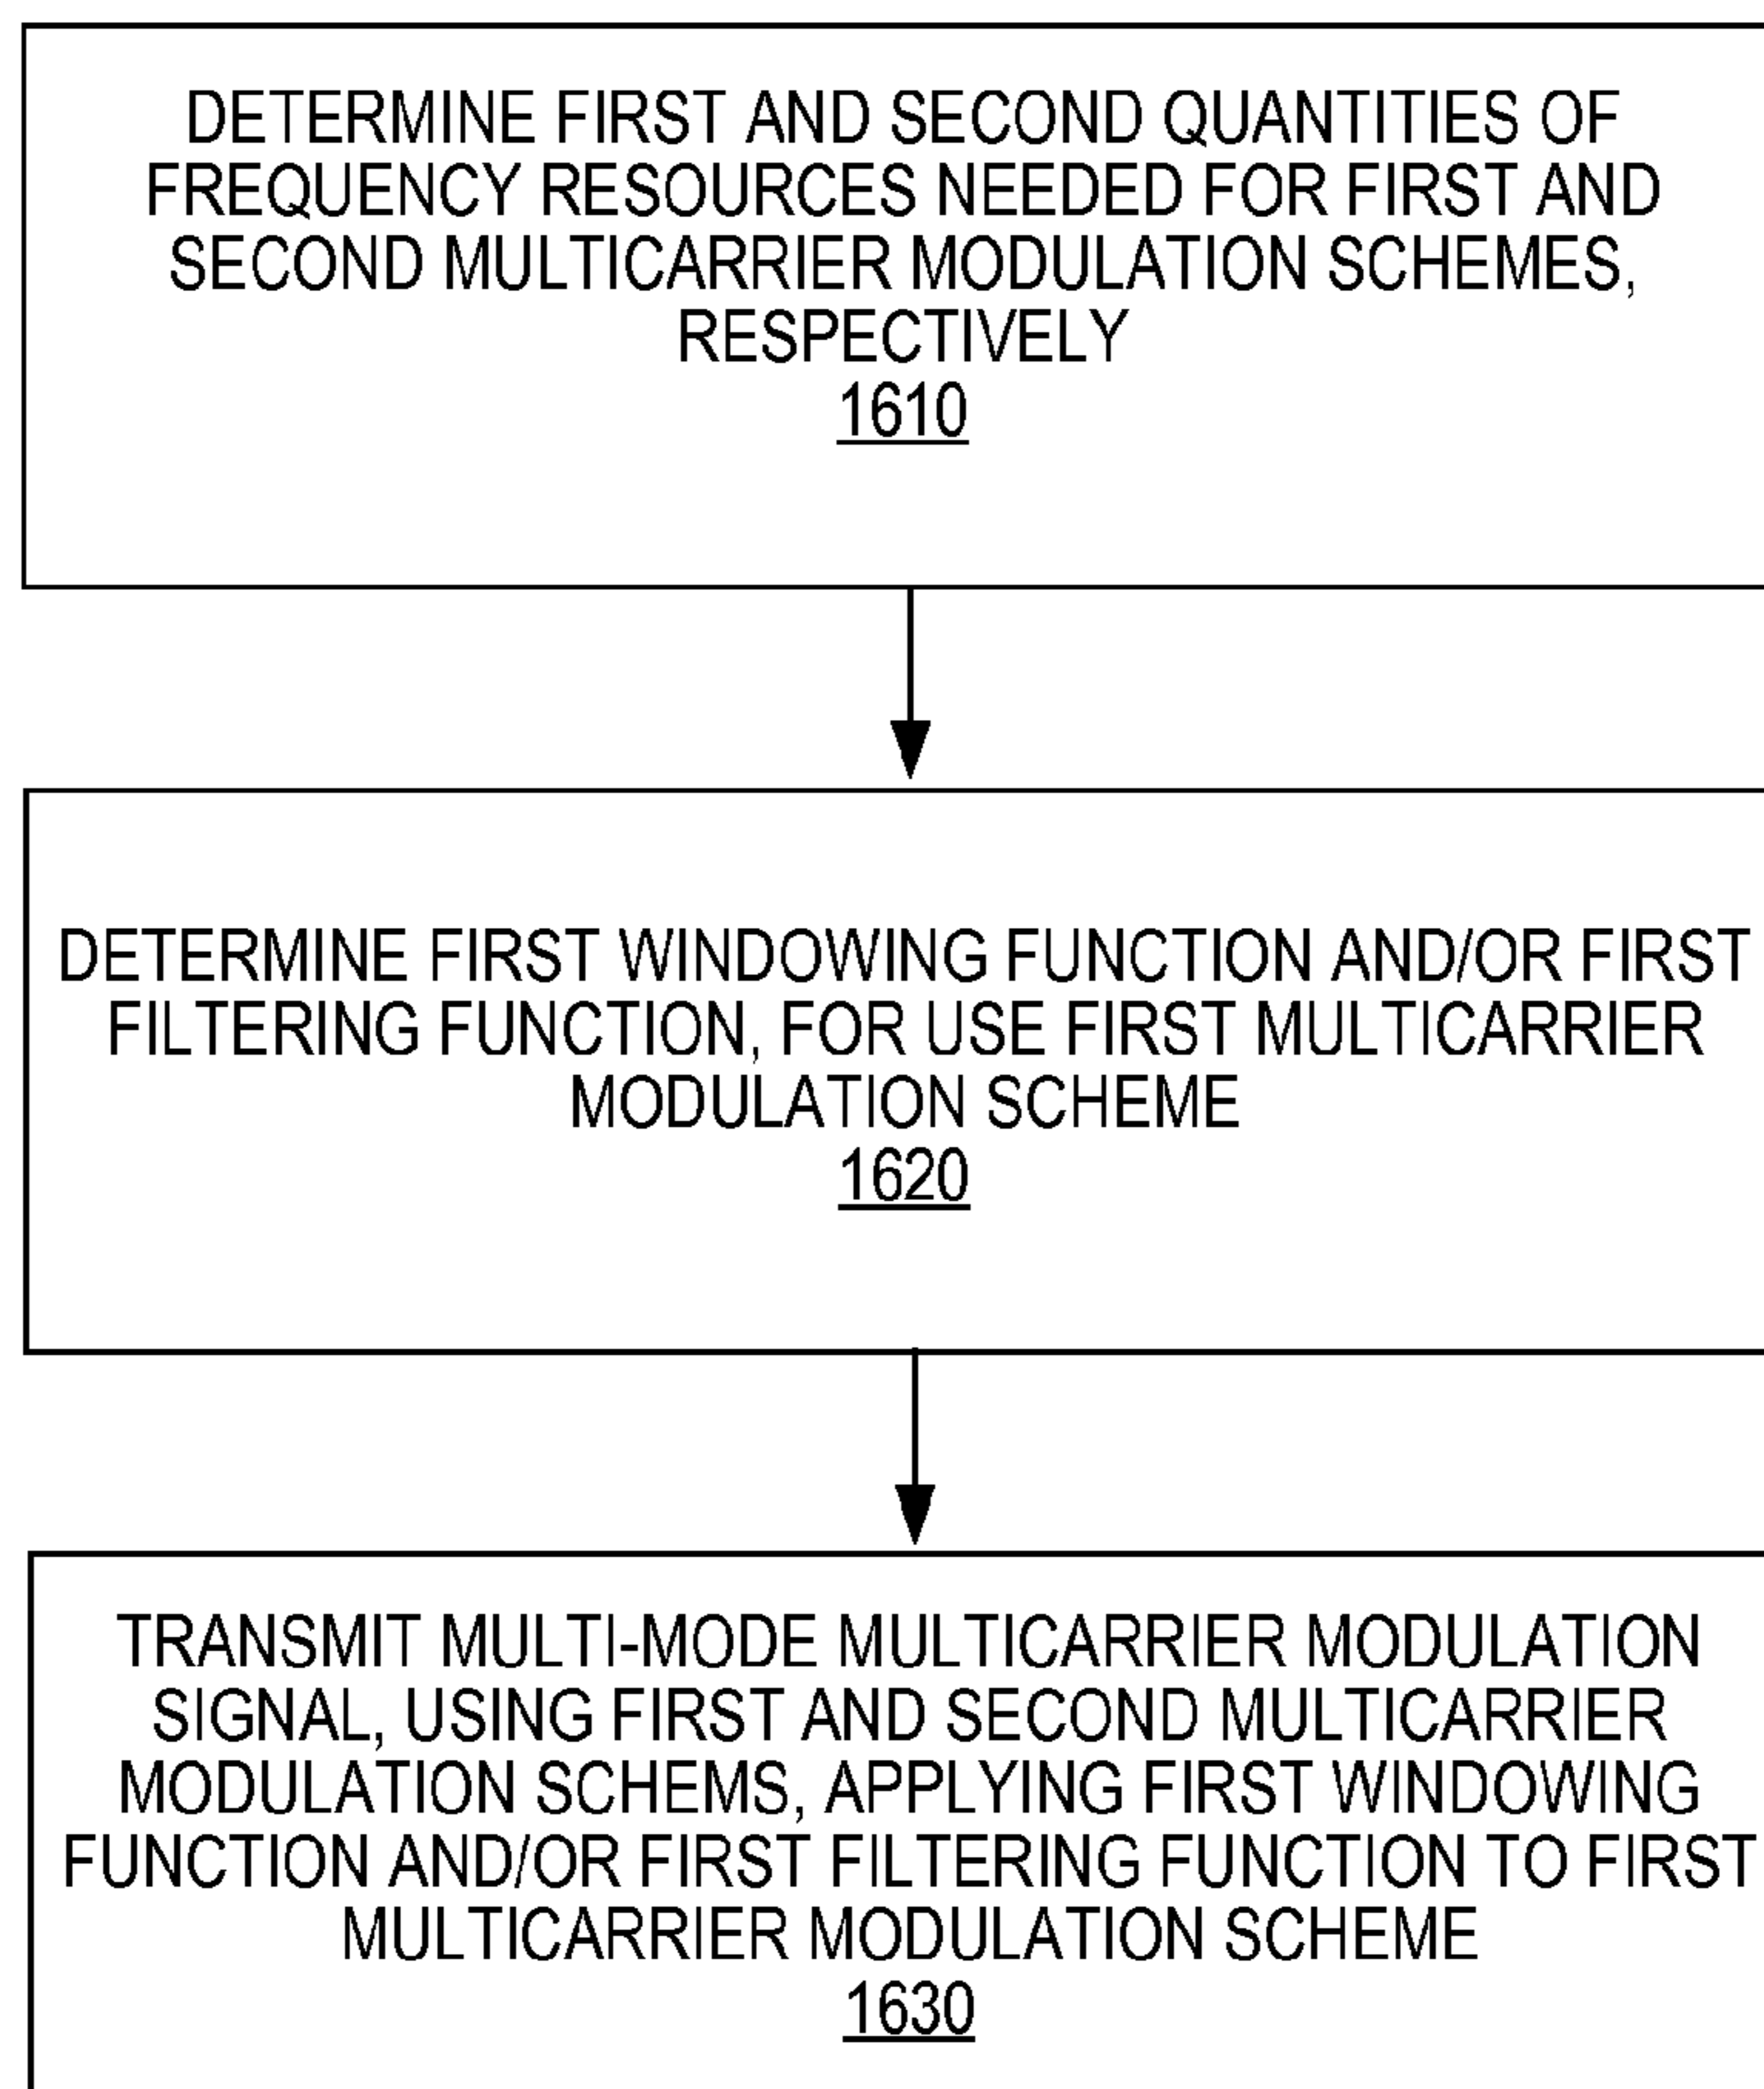 DETERMINE FIRST AND SECOND QUANTITIES OF
FREQUENCY RESOURCES NEEDED FOR FIRST AND
SECOND MULTICARRIER MODULATION SCHEMES,
RESPECTIVELY
1610
DETERMINE FIRST WINDOWING FUNCTION AND/OR FIRST
FILTERING FUNCTION, FOR USE FIRST MULTICARRIER
MODULATION SCHEME
1620
TRANSMIT MULTI-MODE MULTICARRIER MODULATION
SIGNAL, USING FIRST AND SECOND MULTICARRIER
MODULATION SCHEMS, APPLYING FIRST WINDOWING
FUNCTION AND/OR FIRST FILTERING FUNCTION TO FIRST
MULTICARRIER MODULATION SCHEME
1630